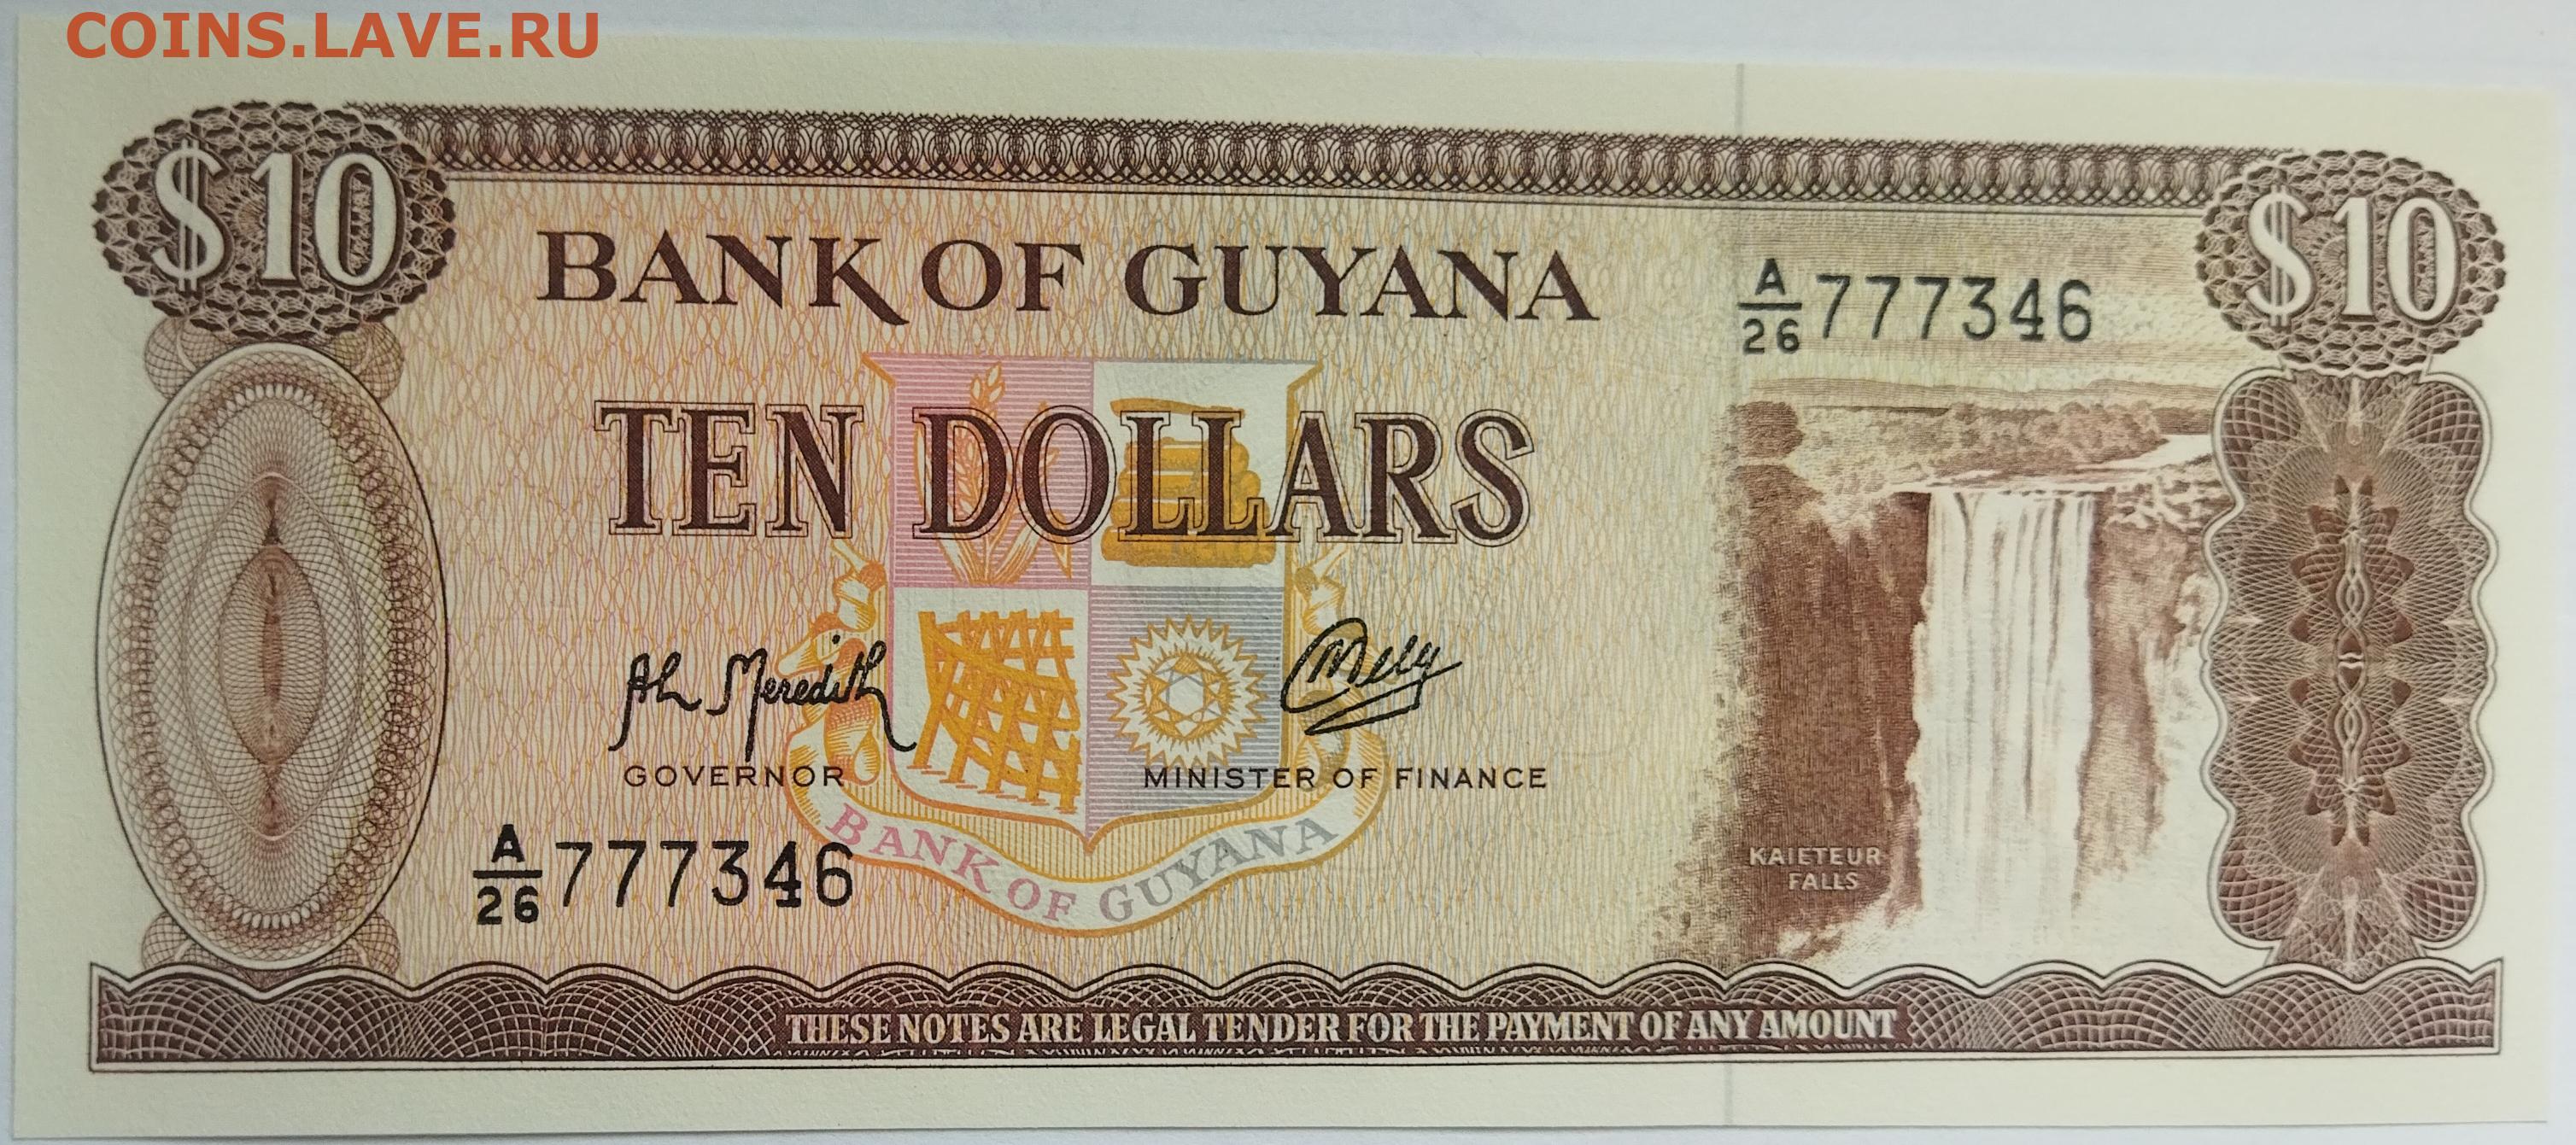 COINS.LAVE.RU
$10
$10
BANK OF GUYANA
A/26 777346
TEN DOLLARS
Meredith
GOVERNOR
MINISTER OF FINANCE
BANK OF GUYANA
A/26 777346
KAIETEUR
FALLS
THESE NOTES ARE LEGAL TENDER FOR THE PAYMENT OF ANY AMOUNT